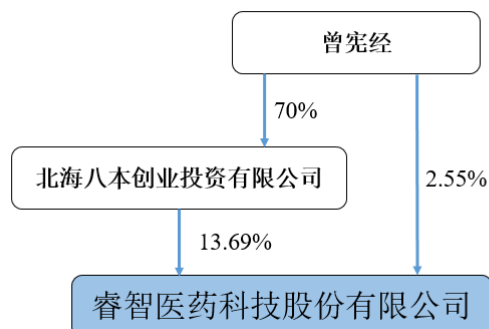 曾宪经
70%
北海八本创业投资有限公司
2.55%
13.69%
睿智医药科技股份有限公司